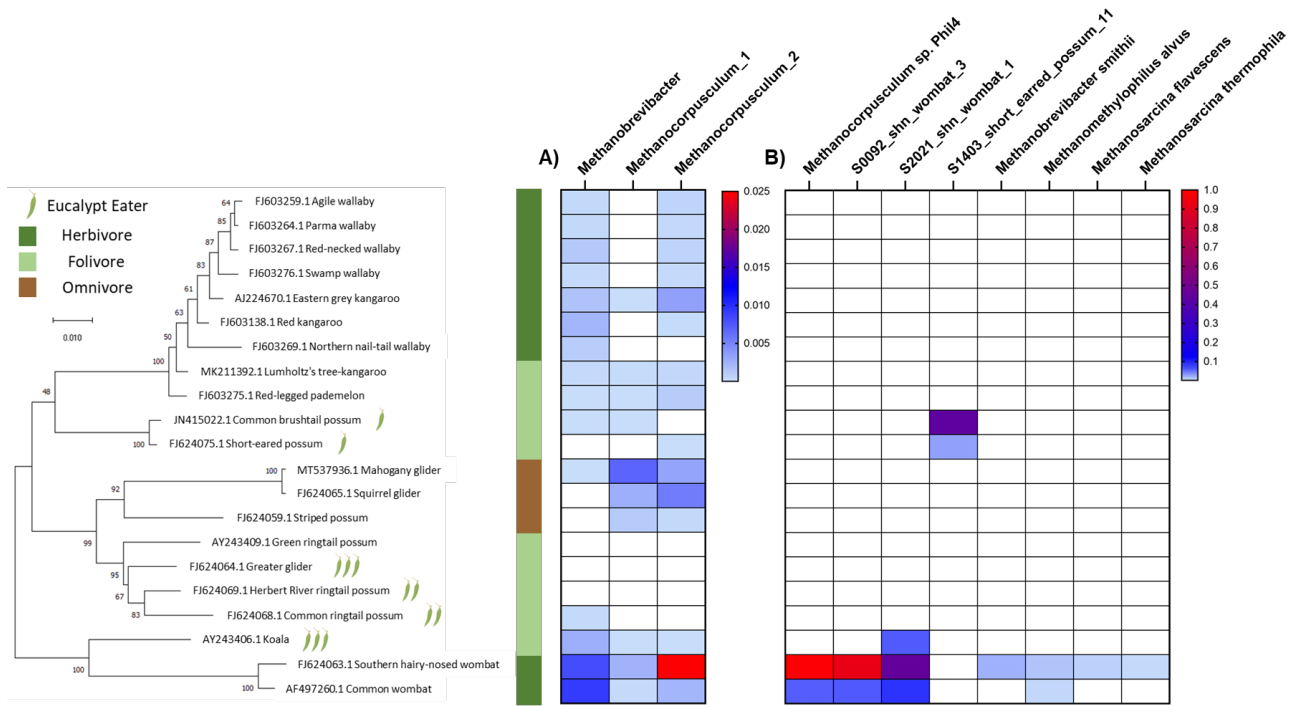 A)
Methanobrevibacter
Methanocorpusculum_1
Methanocorpusculum_2
B)
Methanocorpusculum sp. Phil4
S0092_shn_wombat_3
S2021_shn_wombat_1
S1403_short_earred_possum_11
Methanobrevibacter smithii
Methanomethylophilus alvus
Methanosarcina flavescens
Methanosarcina thermophila
Eucalypt Eater
Herbivore
Folivore
Omnivore
0.010
64
85
87
83
61
63
50
100
48
100
100
92
99
95
67
83
100
100
FJ603259.1 Agile wallaby
FJ603264.1 Parma wallaby
FJ603267.1 Red-necked wallaby
FJ603276.1 Swamp wallaby
AJ224670.1 Eastern grey kangaroo
FJ603138.1 Red kangaroo
FJ603269.1 Northern nail-tail wallaby
MK211392.1 Lumholtz's tree-kangaroo
FJ603275.1 Red-legged pademelon
JN415022.1 Common brushtail possum
FJ624075.1 Short-eared possum
MT537936.1 Mahogany glider
FJ624065.1 Squirrel glider
FJ624059.1 Striped possum
AY243409.1 Green ringtail possum
FJ624064.1 Greater glider
FJ624069.1 Herbert River ringtail possum
FJ624068.1 Common ringtail possum
AY243406.1 Koala
FJ624063.1 Southern hairy-nosed wombat
AF497260.1 Common wombat
0.025
0.020
0.015
0.010
0.005
1.0
0.9
0.8
0.7
0.6
0.5
0.4
0.3
0.2
0.1